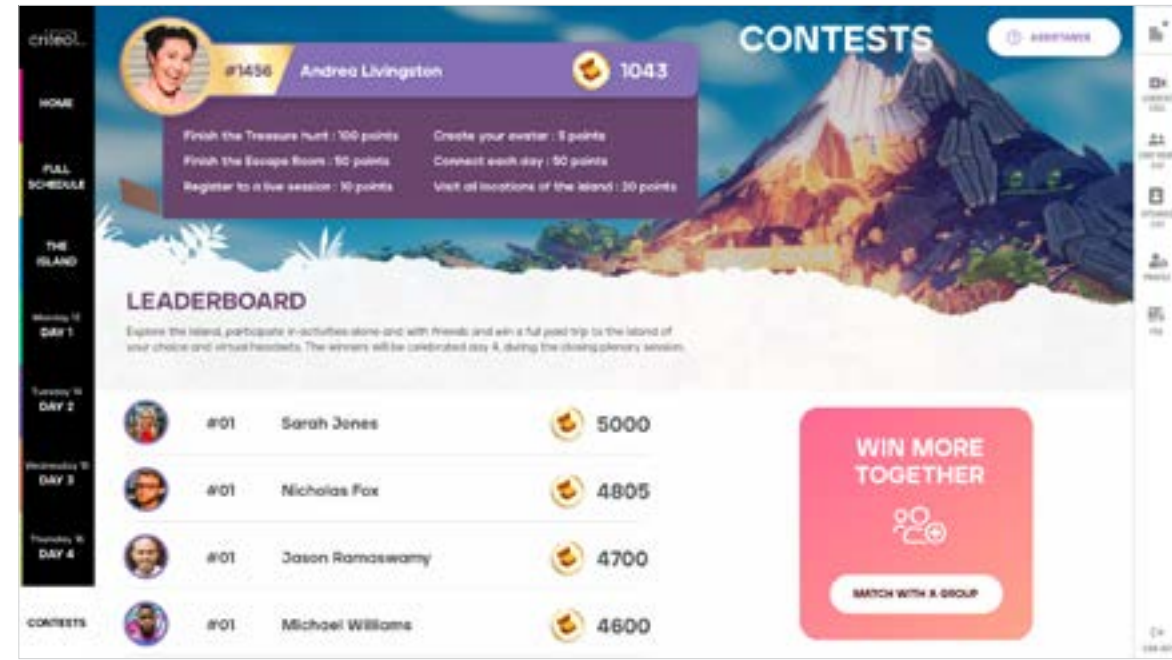 criteo
HOME
FULL
SCHEDULE
THE
ISLAND
DAY 1
Tuesday 14
DAY 2
DAY 3
DAY 4
CONTESTS
#1456
Andrea Livingston
1043
Finish the Treasure hunt : 100 points
Finish the Escape Room : 50 points
Register to a live session : 10 points
Create your avatar : 5 points
Connect each day : 50 points
Visit all locations of the island : 20 points
CONTESTS
ASSISTANCE
LEADERBOARD
Explore the island, participate in activities alone and with friends and win a full paid trip to the island of
your choice and virtual headsets. The winners will be celebrated day 4, during the closing plenary session.
#01 Sarah Jones 5000
#01 Nicholas Fox 4805
#01 Jason Ramaswamy 4700
#01 Michael Williams 4600
WIN MORE
TOGETHER
MATCH WITH A GROUP